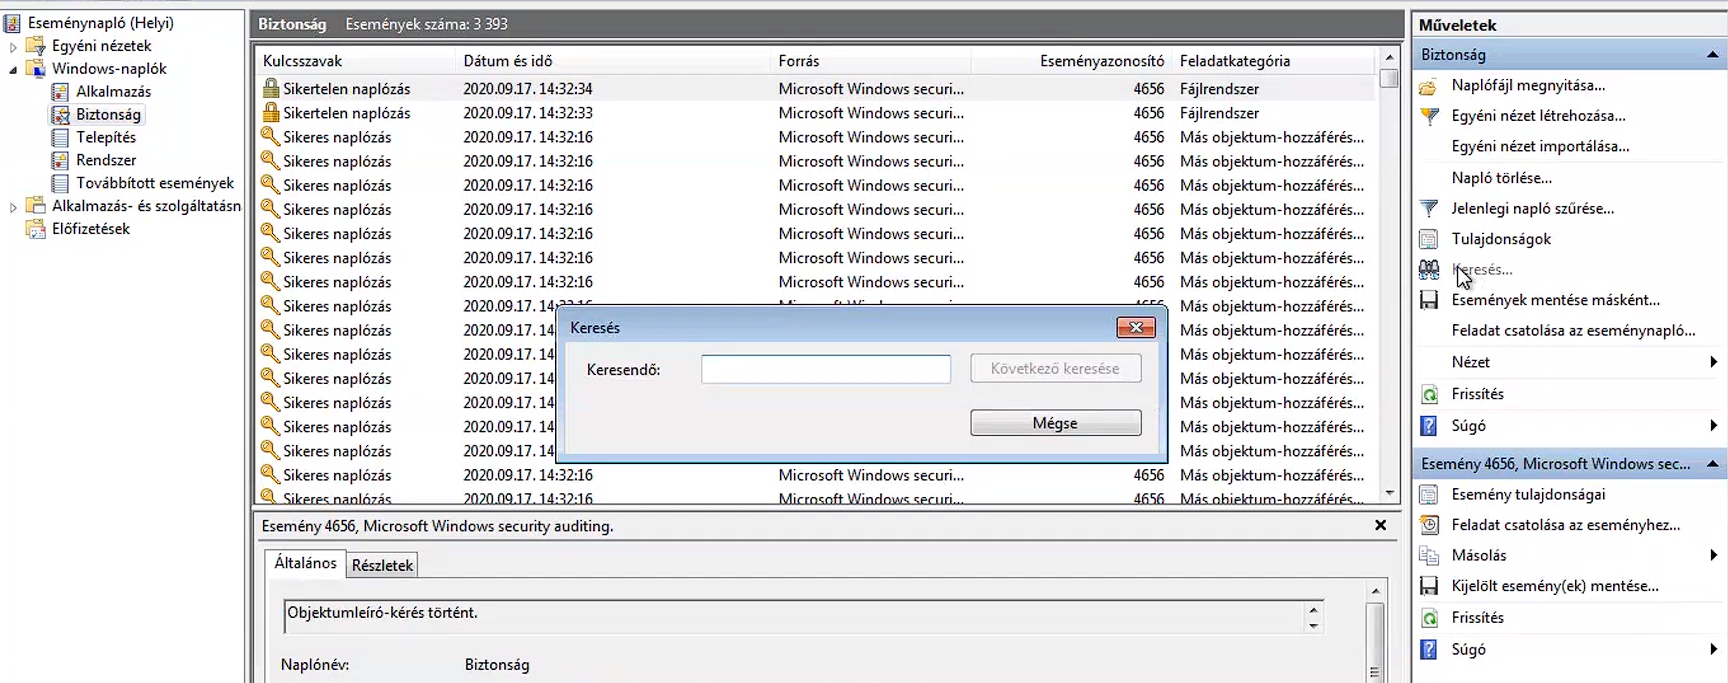 Eseménynapló (Helyi)
Egyéni nézetek
Windows-naplók
Alkalmazás
Biztonság
Telepítés
Rendszer
Továbbított események
Alkalmazás- és szolgáltatásn
Előfizetések
Biztonság Események száma: 3 393
Kulcsszavak Dátum és idő Forrás Eseményazonosító Feladatkategória
Sikertelen naplózás 2020.09.17. 14:32:34 Microsoft Windows securi... 4656 Fájlrendszer
Sikertelen naplózás 2020.09.17. 14:32:33 Microsoft Windows securi... 4656 Fájlrendszer
Sikeres naplózás 2020.09.17. 14:32:16 Microsoft Windows securi... 4656 Más objektum-hozzáférés...
Sikeres naplózás 2020.09.17. 14:32:16 Microsoft Windows securi... 4656 Más objektum-hozzáférés...
Sikeres naplózás 2020.09.17. 14:32:16 Microsoft Windows securi... 4656 Más objektum-hozzáférés...
Sikeres naplózás 2020.09.17. 14:32:16 Microsoft Windows securi... 4656 Más objektum-hozzáférés...
Sikeres naplózás 2020.09.17. 14:32:16 Microsoft Windows securi... 4656 Más objektum-hozzáférés...
Sikeres naplózás 2020.09.17. 14:32:16 Microsoft Windows securi... 4656 Más objektum-hozzáférés...
Sikeres naplózás 2020.09.17. 14:32:16 Microsoft Windows securi... 4656 Más objektum-hozzáférés...
Sikeres naplózás 2020.09.17. 14:32:16 Microsoft Windows securi... 4656 Más objektum-hozzáférés...
Sikeres naplózás 2020.09.17. 14 Más objektum-hozzáférés...
Sikeres naplózás 2020.09.17. 14 Más objektum-hozzáférés...
Sikeres naplózás 2020.09.17. 14 Más objektum-hozzáférés...
Sikeres naplózás 2020.09.17. 14 Más objektum-hozzáférés...
Sikeres naplózás 2020.09.17. 14 Más objektum-hozzáférés...
Sikeres naplózás 2020.09.17. 14 Más objektum-hozzáférés...
Sikeres naplózás 2020.09.17. 14:32:16 Microsoft Windows securi... 4656 Más objektum-hozzáférés...
Sikeres naplózás 2020.09.17. 14:32:16 Microsoft Windows securi... 4656 Más objektum-hozzáférés...
Keresés
Keresendő:
Következő keresése
Mégse
Esemény 4656, Microsoft Windows security auditing.
Általános Részletek
Objektumleíró-kérés történt.
Naplónév: Biztonság
Műveletek
Biztonság
Naplófájl megnyitása...
Egyéni nézet létrehozása...
Egyéni nézet importálása...
Napló törlése...
Jelenlegi napló szűrése...
Tulajdonságok
Keresés...
Események mentése másként...
Feladat csatolása az eseménynapló...
Nézet
Frissítés
Súgó
Esemény 4656, Microsoft Windows sec...
Esemény tulajdonságai
Feladat csatolása az eseményhez...
Másolás
Kijelölt esemény(ek) mentése...
Frissítés
Súgó